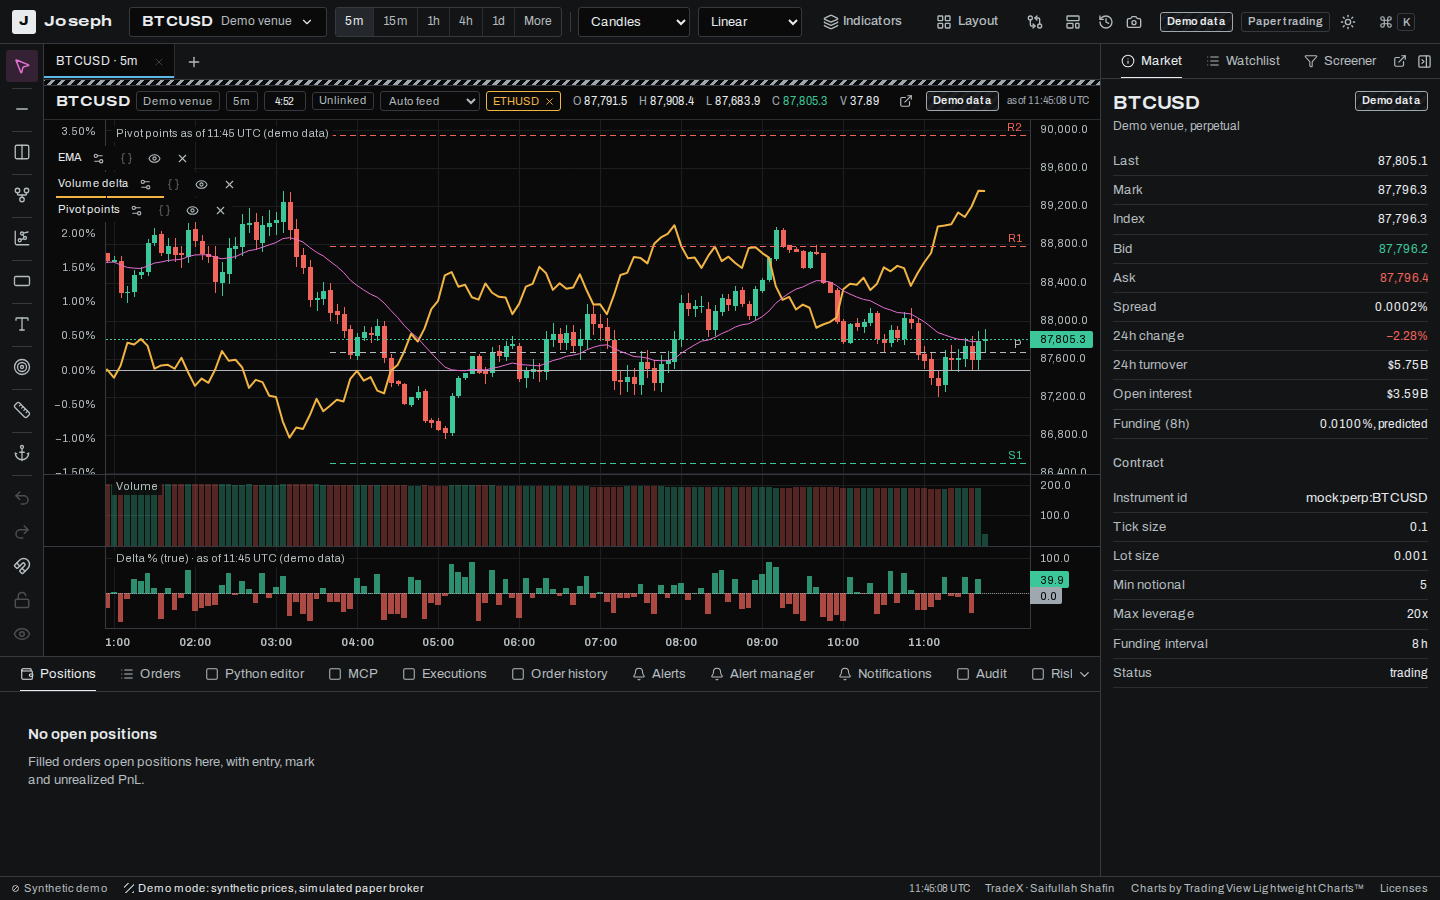 J Joseph BTCUSD Demo venue 5m 15m 1h 4h 1d More Candles Linear Indicators Layout Demo data Paper trading ⌘ K
BTCUSD · 5m × +
Market Watchlist Screener
BTCUSD Demo venue 5m 4:52 Unlinked Auto feed ETHUSD × O 87,791.5 H 87,908.4 L 87,683.9 C 87,805.3 V 37.89 Demo data as of 11:45:08 UTC
Pivot points as of 11:45 UTC (demo data)
EMA { }
Volume delta { }
Pivot points { }
3.50%
2.00%
1.50%
1.00%
0.50%
0.00%
−0.50%
−1.00%
−1.50%
R2
R1
P
S1
90,000.0
89,600.0
89,200.0
88,800.0
88,400.0
88,000.0
87,805.3
87,600.0
87,200.0
86,800.0
86,400.0
Volume
200.0
100.0
Delta % (true) · as of 11:45 UTC (demo data)
100.0
39.9
0.0
1:00 02:00 03:00 04:00 05:00 06:00 07:00 08:00 09:00 10:00 11:00
BTCUSD Demo data
Demo venue, perpetual
Last 87,805.1
Mark 87,796.3
Index 87,796.3
Bid 87,796.2
Ask 87,796.4
Spread 0.0002%
24h change −2.28%
24h turnover $5.75B
Open interest $3.59B
Funding (8h) 0.0100%, predicted
Contract
Instrument id mock:perp:BTCUSD
Tick size 0.1
Lot size 0.001
Min notional 5
Max leverage 20x
Funding interval 8h
Status trading
Positions Orders Python editor MCP Executions Order history Alerts Alert manager Notifications Audit
No open positions
Filled orders open positions here, with entry, mark
and unrealized PnL.
Synthetic demo Demo mode: synthetic prices, simulated paper broker 11:45:08 UTC TradeX · Saifullah Shafin Charts by TradingView Lightweight Charts™ Licenses